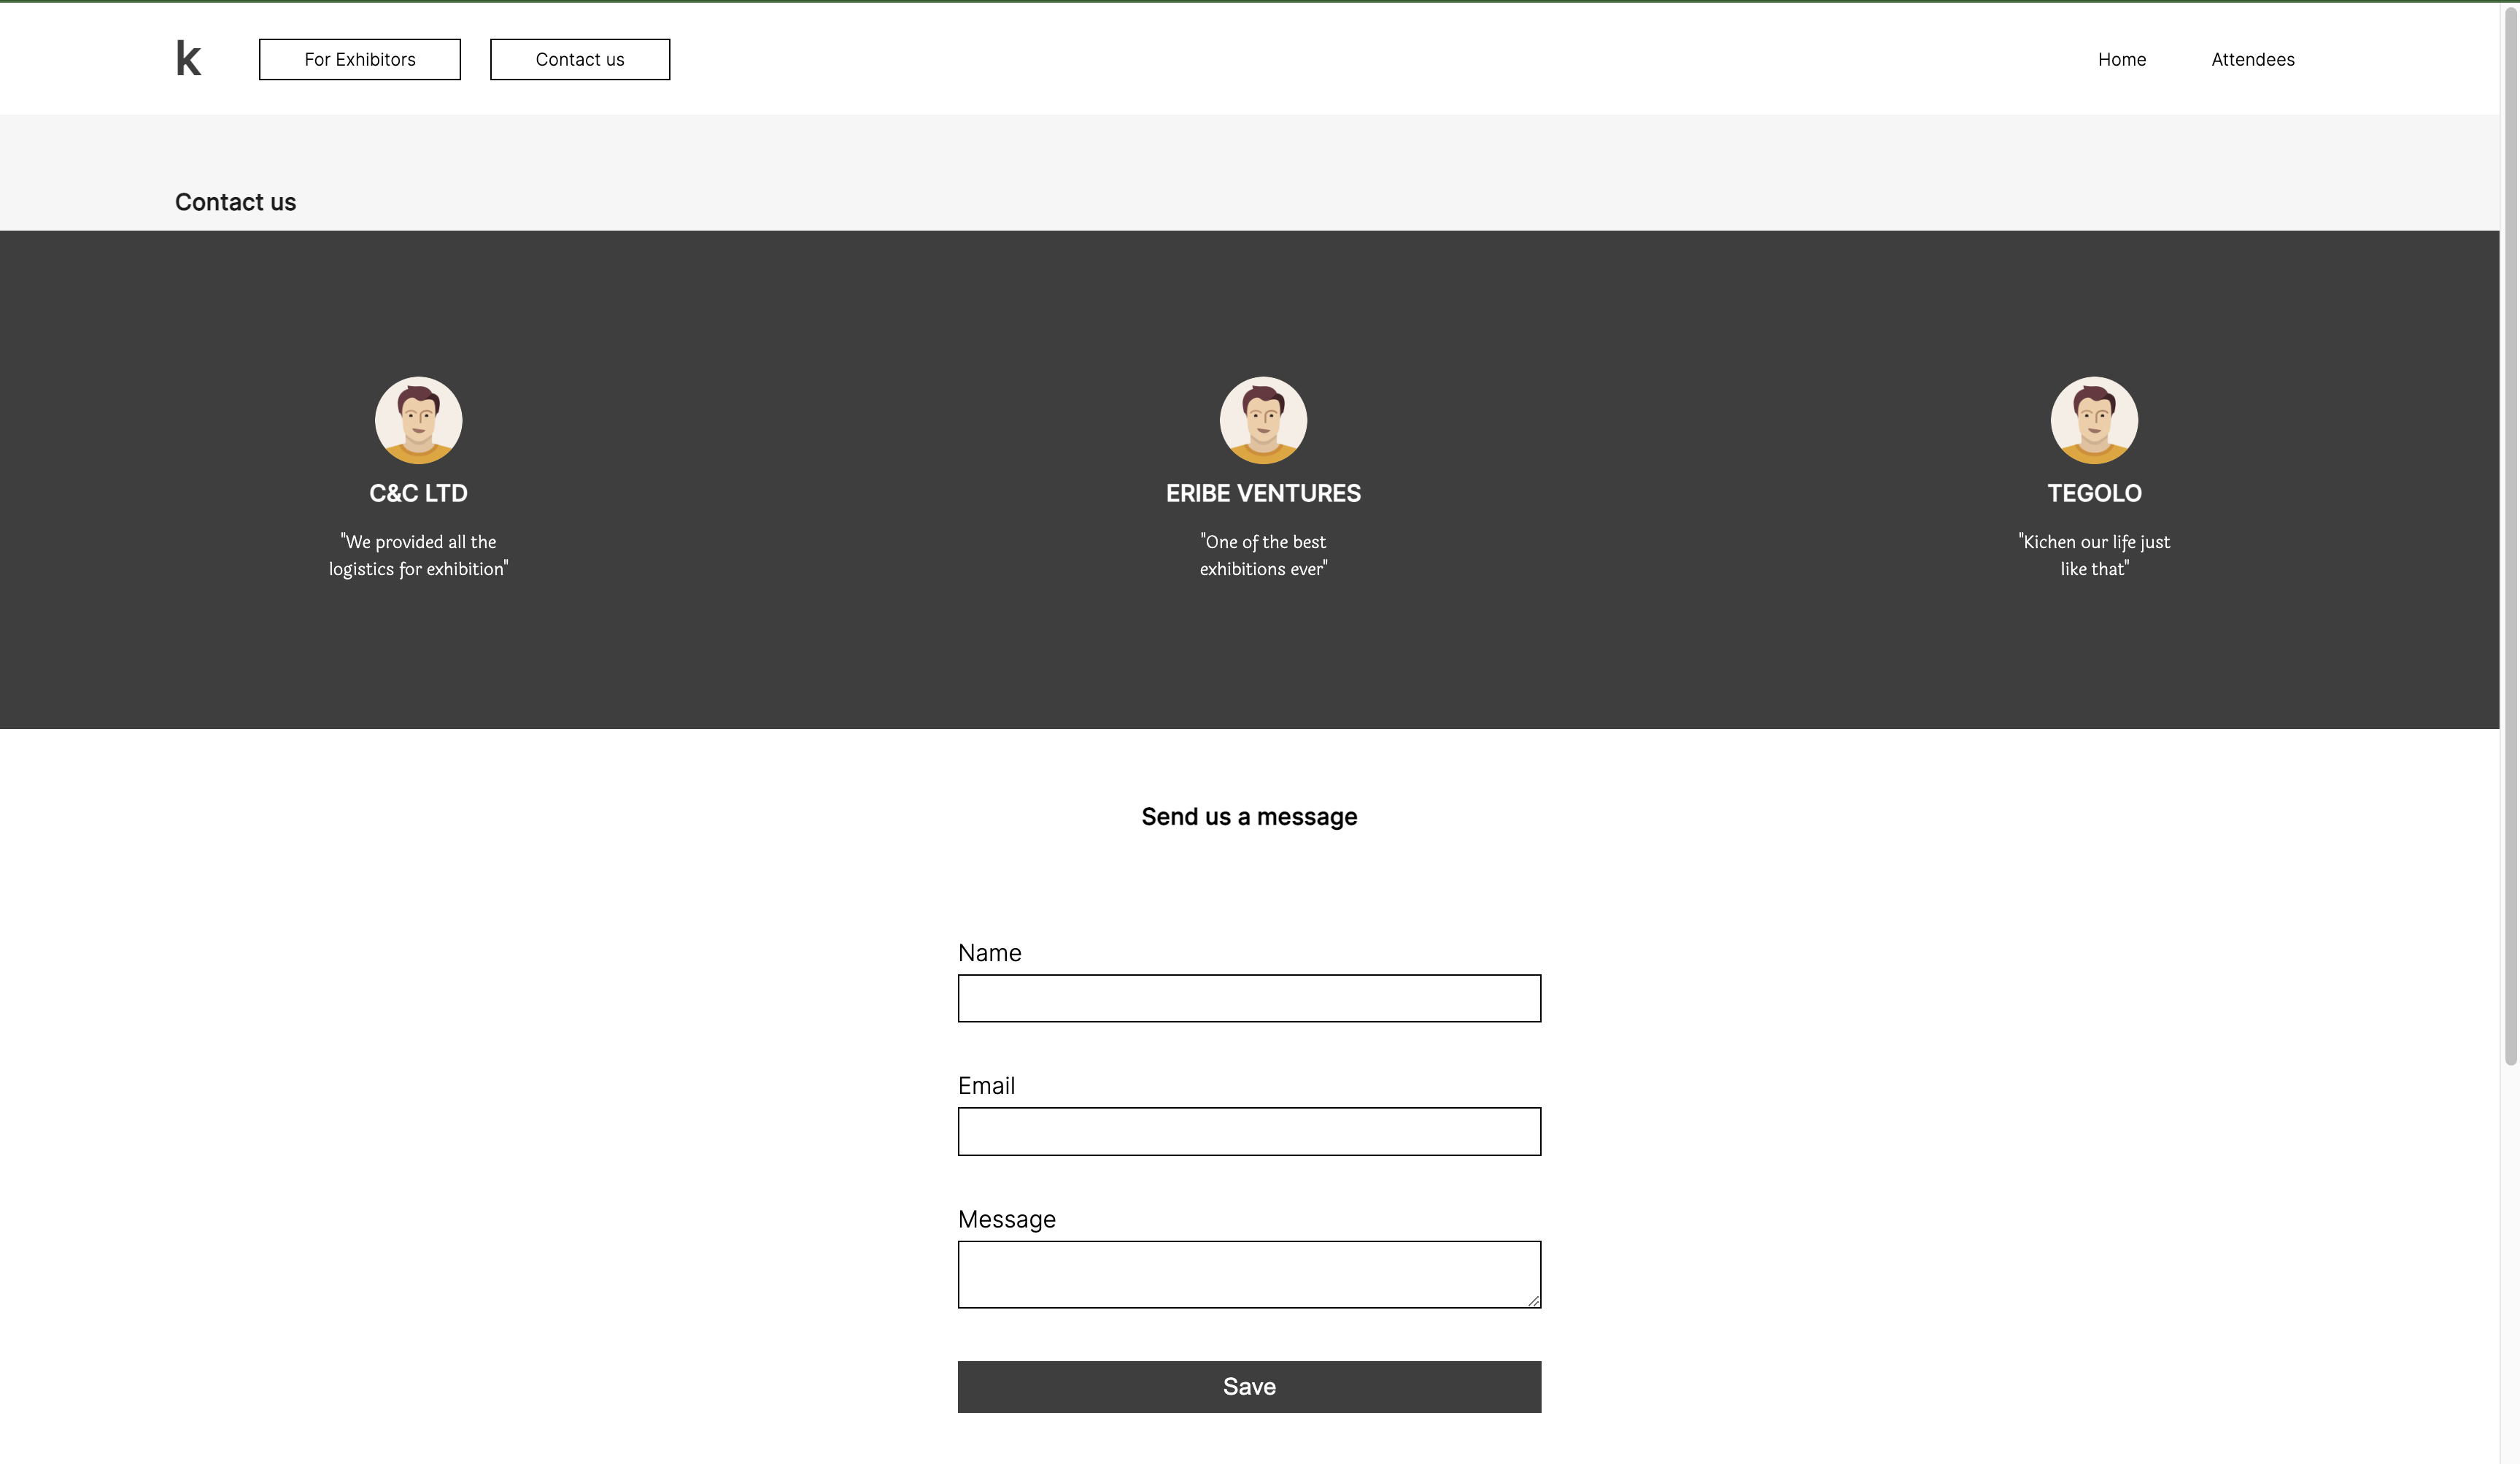 k
For Exhibitors
Contact us
Home
Attendees
Contact us
C&C LTD
"We provided all the
logistics for exhibition"
ERIBE VENTURES
"One of the best
exhibitions ever"
TEGOLO
"Kichen our life just
like that"
Send us a message
Name
Email
Message
Save